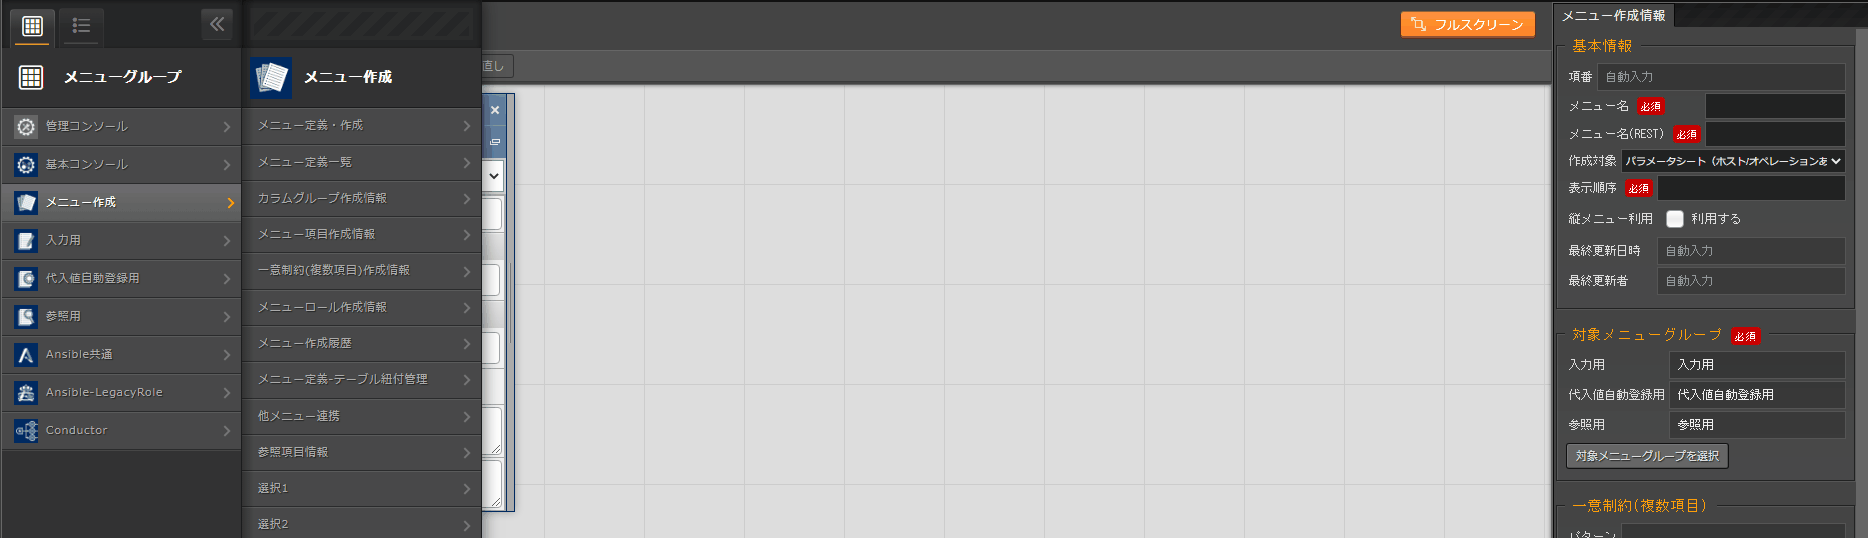 メニューグループ
管理コンソール
基本コンソール
メニュー作成
入力用
代入値自動登録用
参照用
Ansible共通
Ansible-LegacyRole
Conductor
メニュー作成
メニュー定義・作成
メニュー定義一覧
カラムグループ作成情報
メニュー項目作成情報
一意制約(複数項目)作成情報
メニューロール作成情報
メニュー作成履歴
メニュー定義-テーブル紐付管理
他メニュー連携
参照項目情報
選択1
選択2
フルスクリーン
直し
メニュー作成情報
基本情報
項番 自動入力
メニュー名 必須
メニュー名(REST) 必須
作成対象 パラメータシート（ホスト/オペレーションあ
表示順序 必須
縦メニュー利用 利用する
最終更新日時 自動入力
最終更新者 自動入力
対象メニューグループ 必須
入力用 入力用
代入値自動登録用 代入値自動登録用
参照用 参照用
対象メニューグループを選択
一意制約(複数項目)
パターン